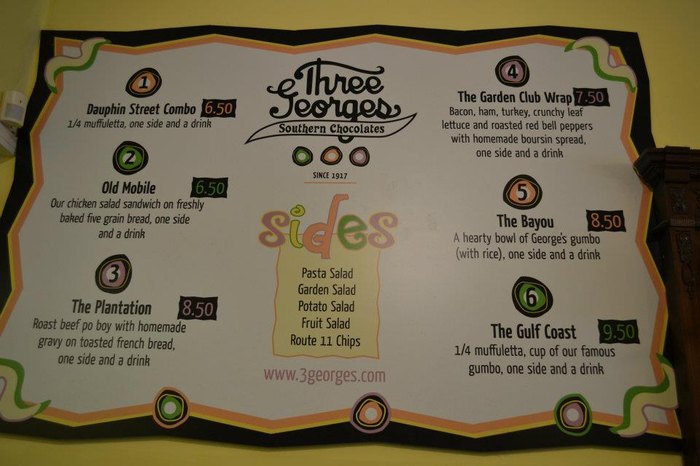 1
Dauphin Street Combo 6.50
1/4 muffuletta, one side and a drink
2
Old Mobile 6.50
Our chicken salad sandwich on freshly
baked five grain bread, one side
and a drink
3
The Plantation 8.50
Roast beef po boy with homemade
gravy on toasted french bread,
one side and a drink
Three
Georges
Southern Chocolates
SINCE 1917
sides
Pasta Salad
Garden Salad
Potato Salad
Fruit Salad
Route 11 Chips
www.3georges.com
4
The Garden Club Wrap 7.50
Bacon, ham, turkey, crunchy leaf
lettuce and roasted red bell peppers
with homemade boursin spread,
one side and a drink
5
The Bayou 8.50
A hearty bowl of George's gumbo
(with rice), one side and a drink
6
The Gulf Coast 9.50
1/4 muffuletta, cup of our famous
gumbo, one side and a drink